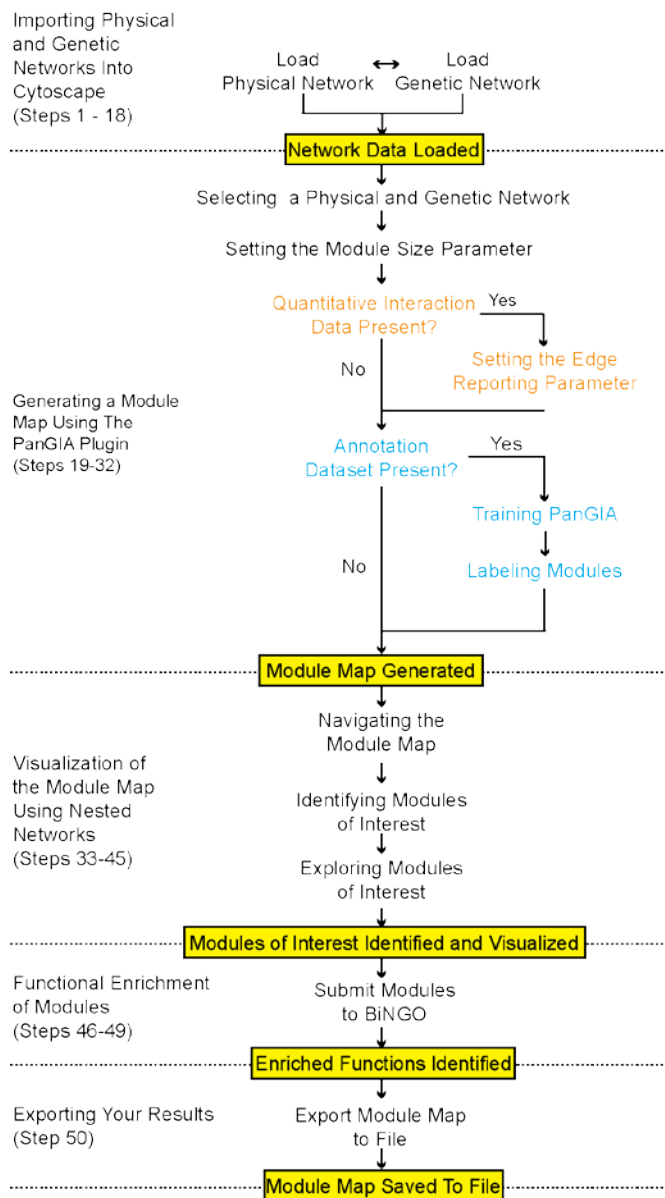 Importing Physical
and Genetic
Networks Into
Cytoscape
(Steps 1 - 18)
Load
Physical Network
Load
Genetic Network
Network Data Loaded
Selecting a Physical and Genetic Network
Setting the Module Size Parameter
Quantitative Interaction
Data Present?
Yes
No
Setting the Edge
Reporting Parameter
Generating a Module
Map Using The
PanGIA Plugin
(Steps 19-32)
Annotation
Dataset Present?
Yes
Training PanGIA
No
Labeling Modules
Module Map Generated
Visualization of
the Module Map
Using Nested
Networks
(Steps 33-45)
Navigating the
Module Map
Identifying Modules
of Interest
Exploring Modules
of Interest
Modules of Interest Identified and Visualized
Functional Enrichment
of Modules
(Steps 46-49)
Submit Modules
to BiNGO
Enriched Functions Identified
Exporting Your Results
(Step 50)
Export Module Map
to File
Module Map Saved To File